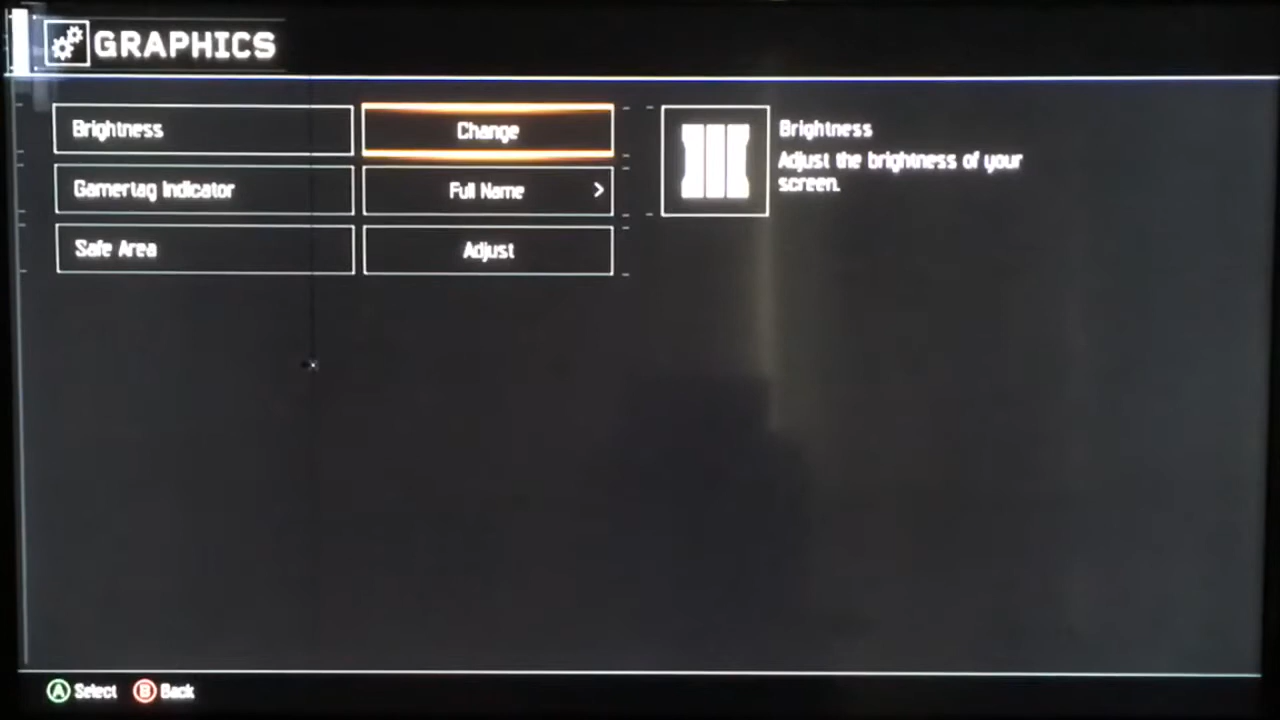 GRAPHICS
Brightness
Change
Gamertag Indicator
Full Name >
Safe Area
Adjust
Brightness
Adjust the brightness of your
screen.
A Select B Back